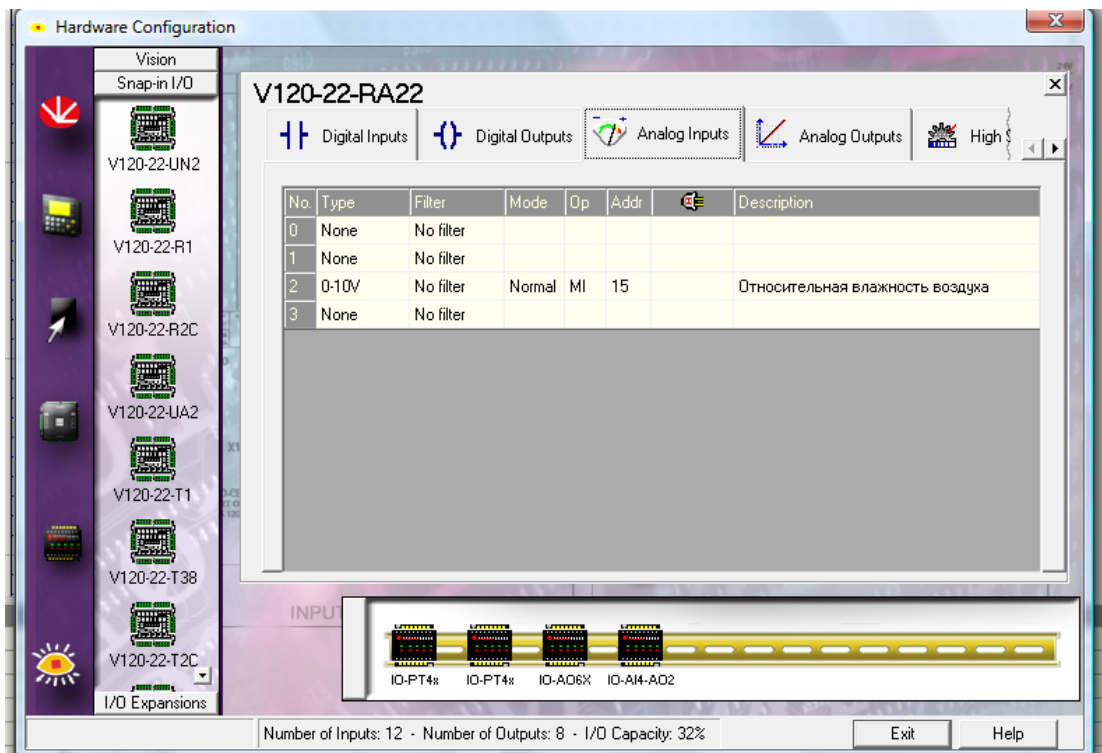 Hardware Configuration
Vision
Snap-in I/O
V120-22-UN2
V120-22-R1
V120-22-R2C
V120-22-UA2
V120-22-T1
V120-22-T38
V120-22-T2C
I/O Expansions
V120-22-RA22
Digital Inputs Digital Outputs Analog Inputs Analog Outputs High S
No. Type Filter Mode Op Addr Description
0 None No filter
1 None No filter
2 0-10V No filter Normal MI 15 Относительная влажность воздуха
3 None No filter
INPUT
IO-PT4x IO-PT4x IO-AO6X IO-AI4-AO2
Number of Inputs: 12 - Number of Outputs: 8 - I/O Capacity: 32%
Exit Help